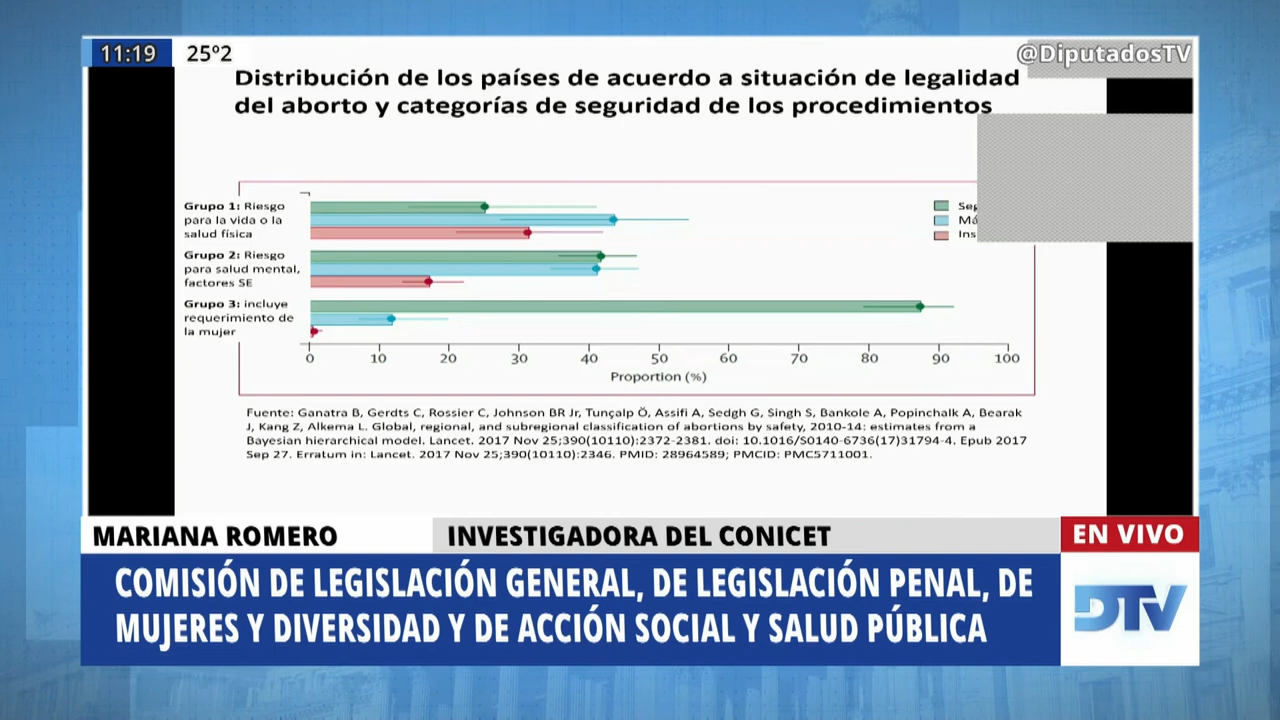 11:19 25°2
@DiputadosTV
Distribución de los países de acuerdo a situación de legalidad
del aborto y categorías de seguridad de los procedimientos
Grupo 1: Riesgo
para la vida o la
salud física
Grupo 2: Riesgo
para salud mental,
factores SE
Grupo 3: incluye
requerimiento de
la mujer
0 10 20 30 40 50 60 70 80 90 100
Proportion (%)
Fuente: Ganatra B, Gerdts C, Rossier C, Johnson BR Jr, Tunçalp Ö, Assifi A, Sedgh G, Singh S, Bankole A, Popinchalk A, Bearak
J, Kang Z, Alkema L. Global, regional, and subregional classification of abortions by safety, 2010-14: estimates from a
Bayesian hierarchical model. Lancet. 2017 Nov 25;390(10110):2372-2381. doi: 10.1016/S0140-6736(17)31794-4. Epub 2017
Sep 27. Erratum in: Lancet. 2017 Nov 25;390(10110):2346. PMID: 28964589; PMCID: PMC5711001.
MARIANA ROMERO INVESTIGADORA DEL CONICET
EN VIVO
COMISIÓN DE LEGISLACIÓN GENERAL, DE LEGISLACIÓN PENAL, DE
MUJERES Y DIVERSIDAD Y DE ACCIÓN SOCIAL Y SALUD PÚBLICA
DTV